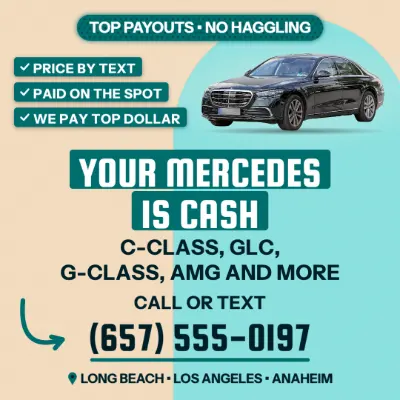 TOP PAYOUTS • NO HAGGLING
PRICE BY TEXT
PAID ON THE SPOT
WE PAY TOP DOLLAR
YOUR MERCEDES
IS CASH
C-CLASS, GLC,
G-CLASS, AMG AND MORE
CALL OR TEXT
(657) 555-0197
LONG BEACH • LOS ANGELES • ANAHEIM